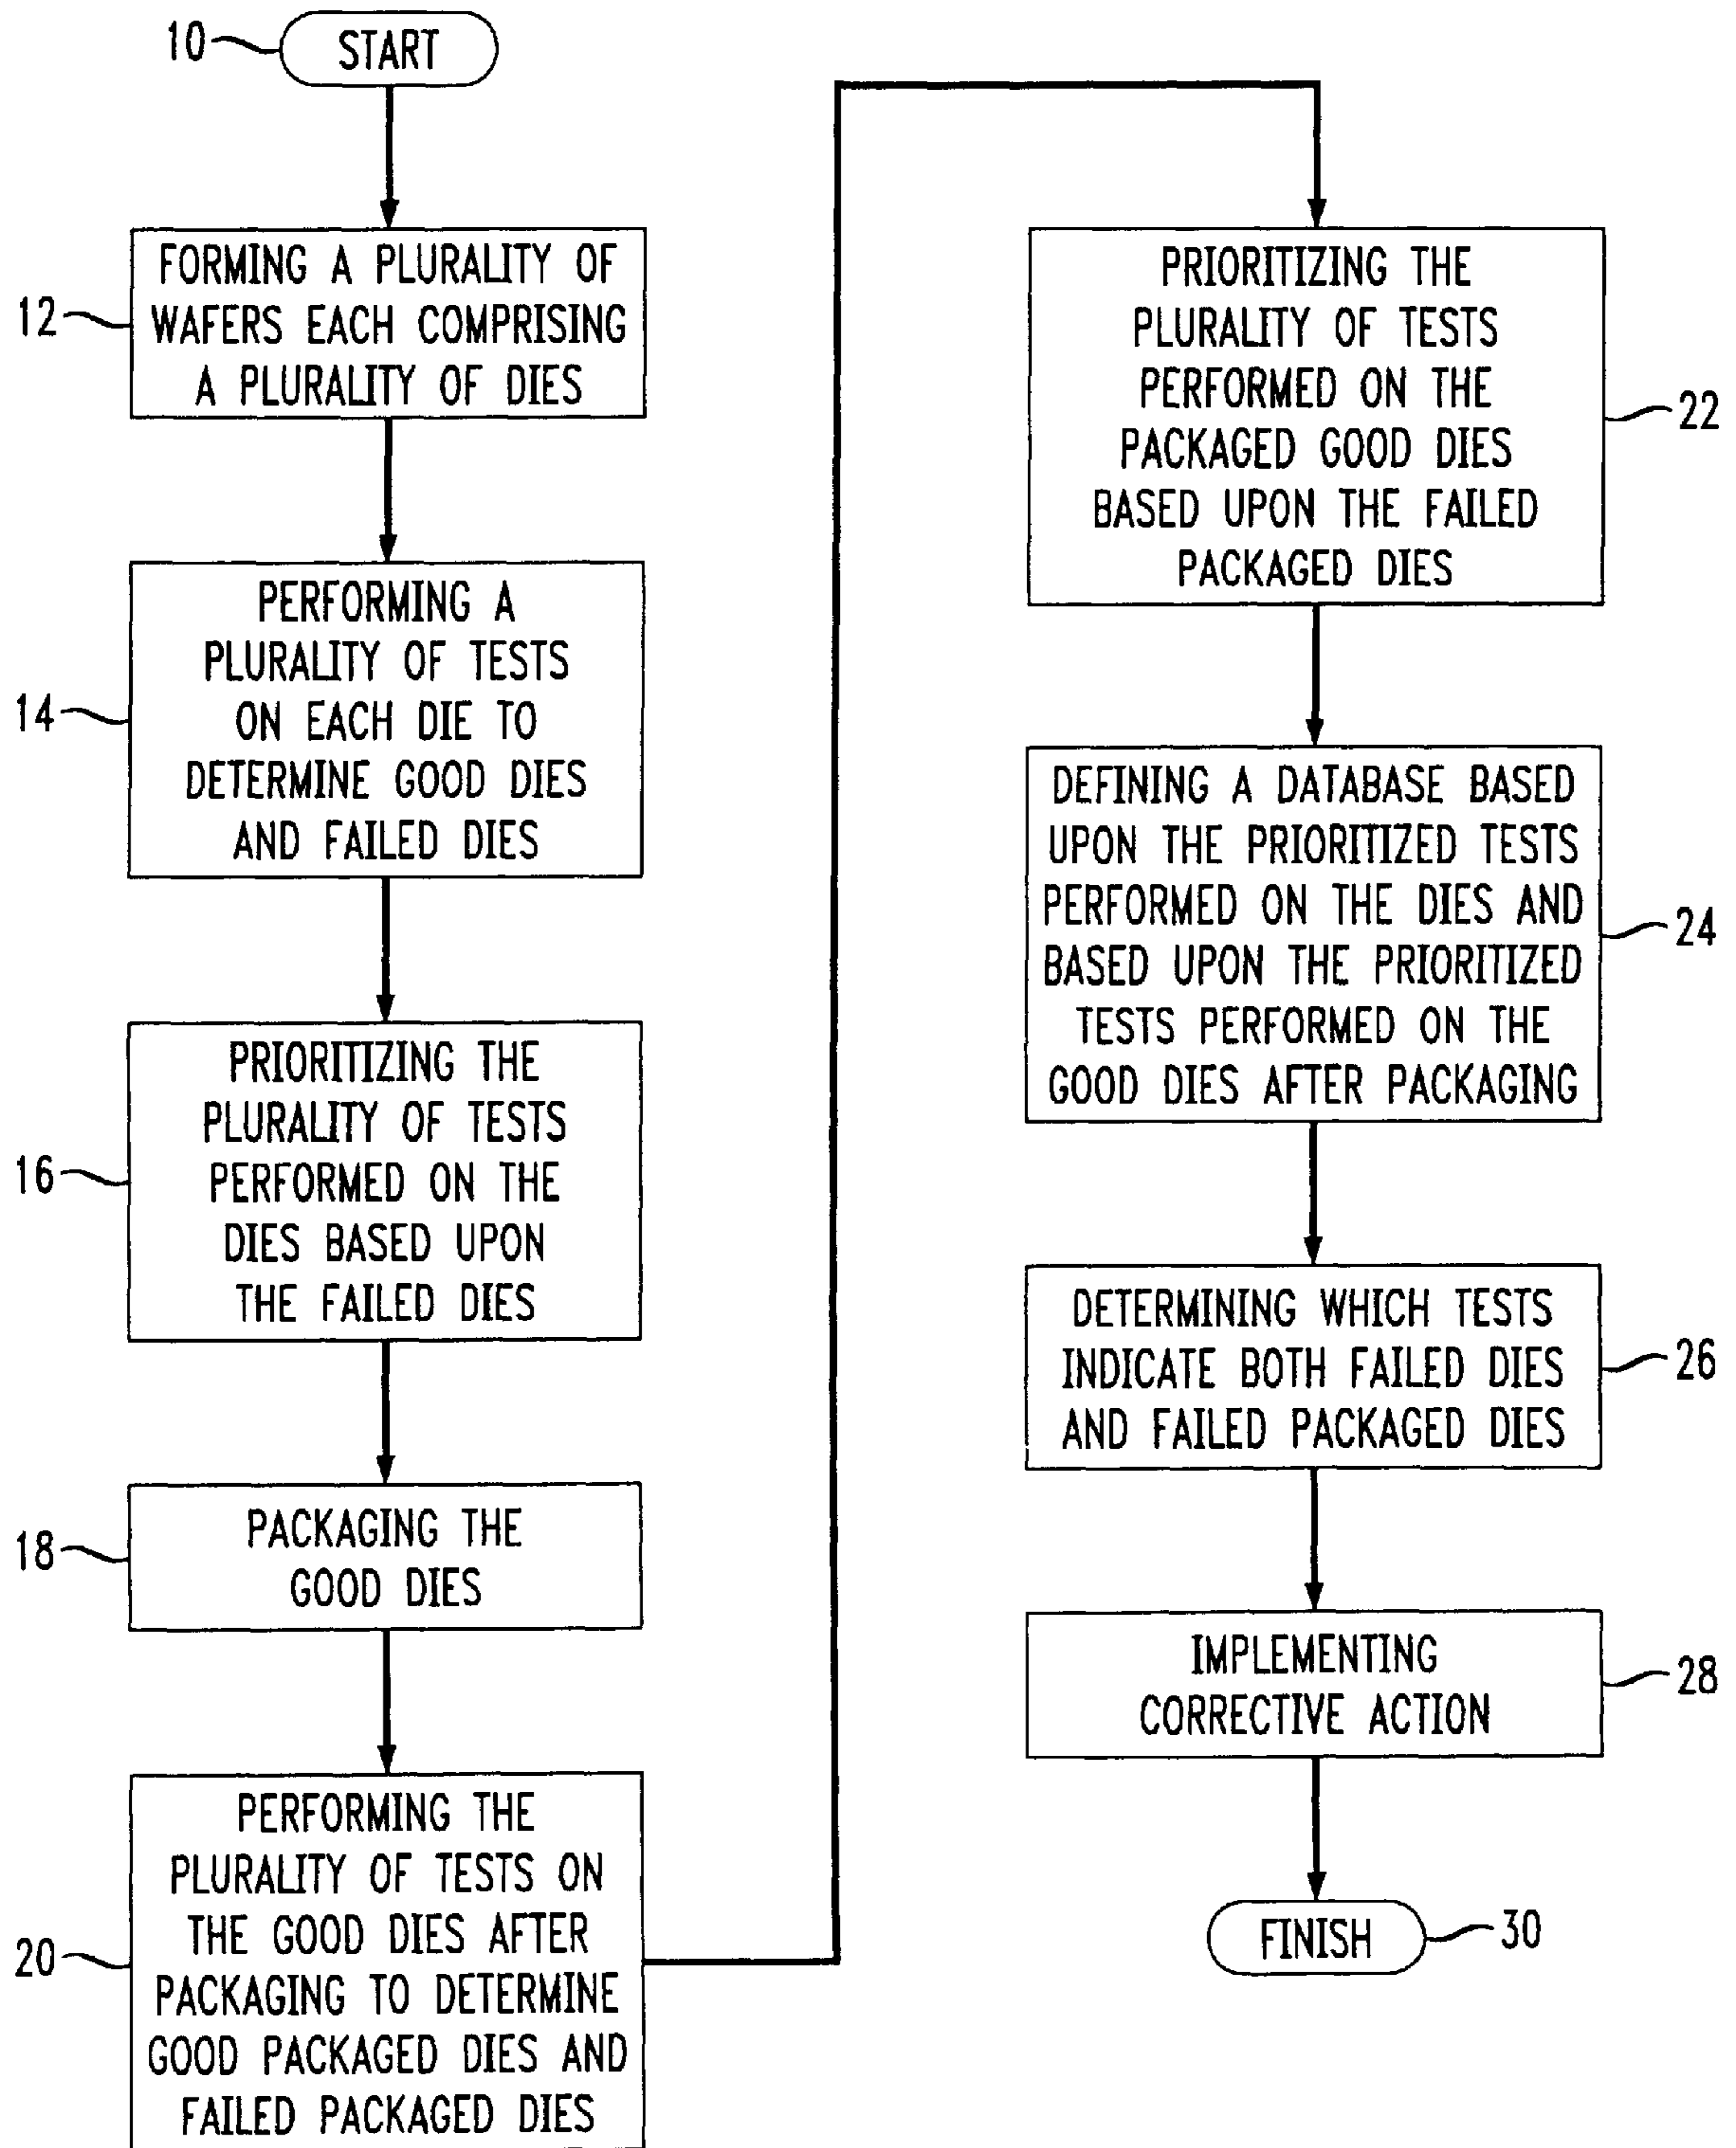 10
START
12
FORMING A PLURALITY OF
WAFERS EACH COMPRISING
A PLURALITY OF DIES
14
PERFORMING A
PLURALITY OF TESTS
ON EACH DIE TO
DETERMINE GOOD DIES
AND FAILED DIES
16
PRIORITIZING THE
PLURALITY OF TESTS
PERFORMED ON THE
DIES BASED UPON
THE FAILED DIES
18
PACKAGING THE
GOOD DIES
20
PERFORMING THE
PLURALITY OF TESTS ON
THE GOOD DIES AFTER
PACKAGING TO DETERMINE
GOOD PACKAGED DIES AND
FAILED PACKAGED DIES
PRIORITIZING THE
PLURALITY OF TESTS
PERFORMED ON THE
PACKAGED GOOD DIES
BASED UPON THE FAILED
PACKAGED DIES
22
DEFINING A DATABASE BASED
UPON THE PRIORITIZED TESTS
PERFORMED ON THE DIES AND
BASED UPON THE PRIORITIZED
TESTS PERFORMED ON THE
GOOD DIES AFTER PACKAGING
24
DETERMINING WHICH TESTS
INDICATE BOTH FAILED DIES
AND FAILED PACKAGED DIES
26
IMPLEMENTING
CORRECTIVE ACTION
28
FINISH
30